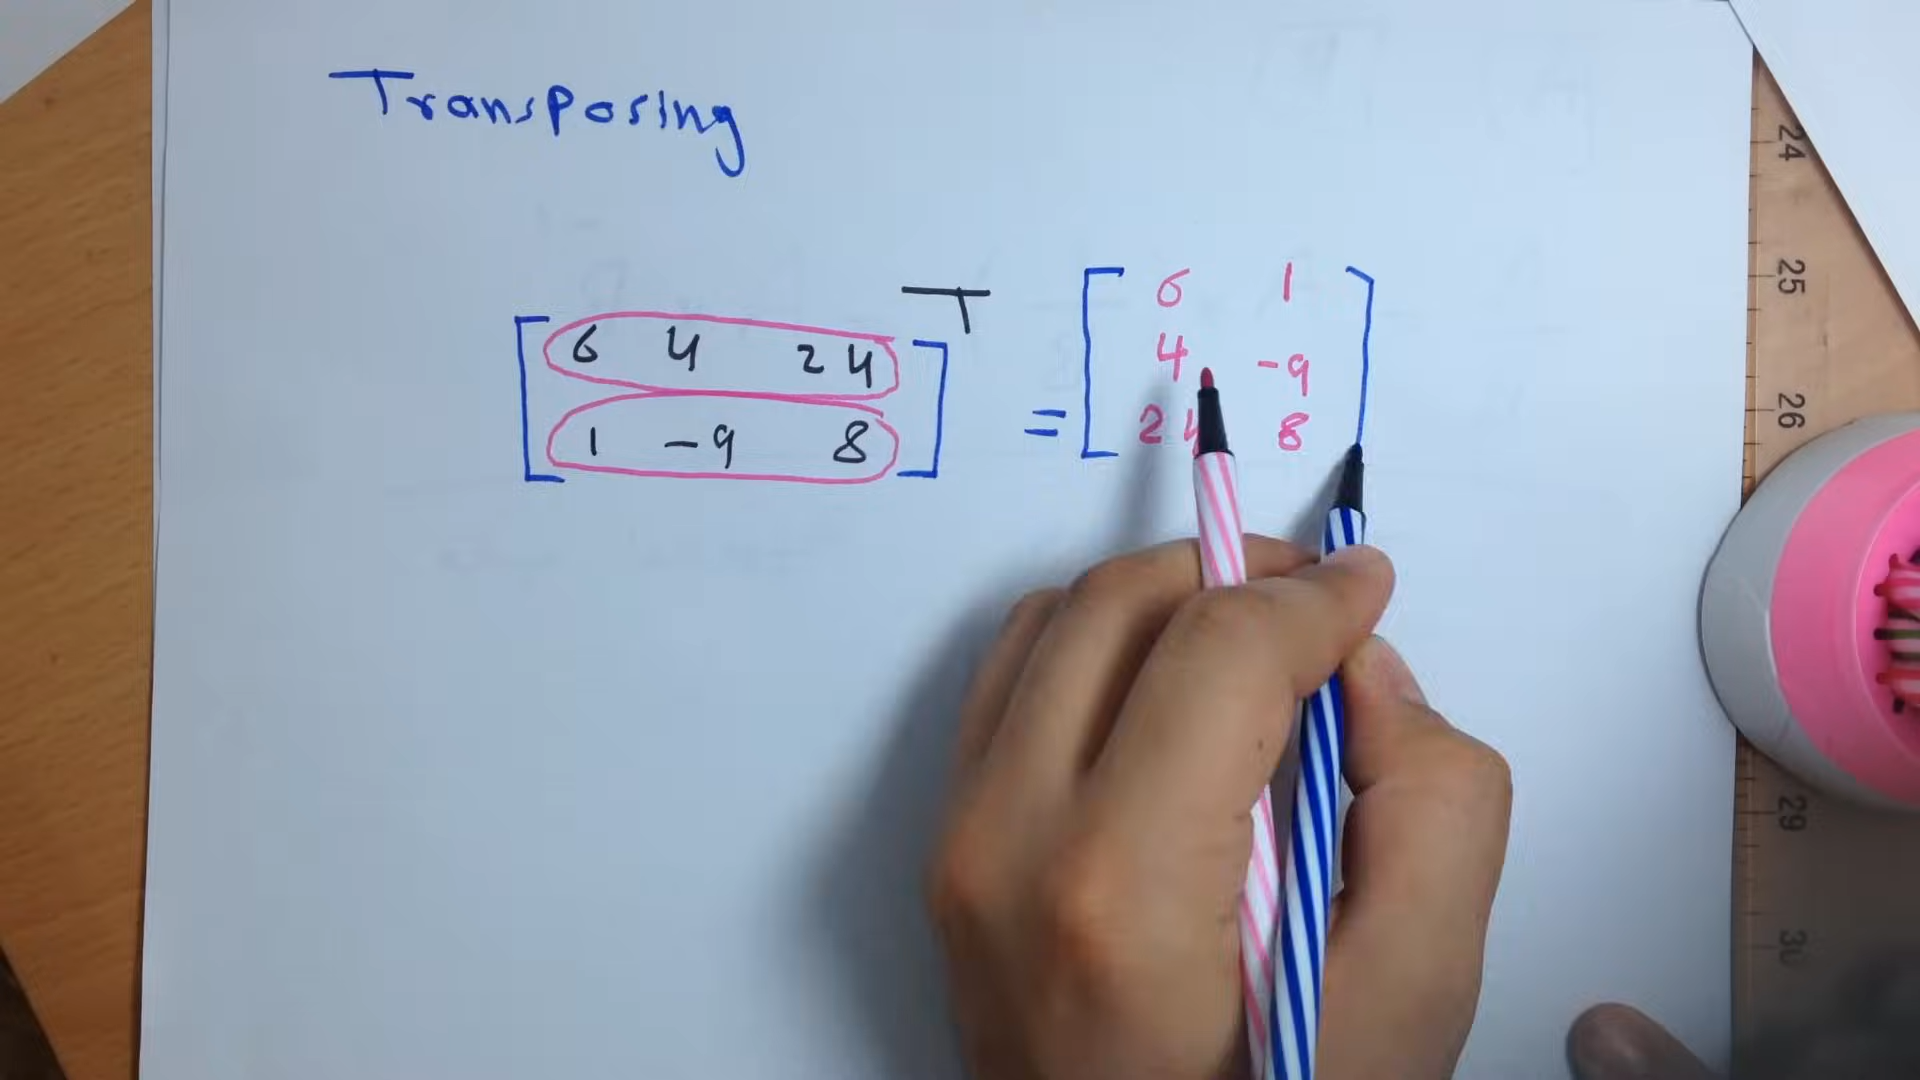 Transposing
[6 4 24
1 -9 8]ᵀ = [6 1
4 -9
24 8]
24
25
26
29
30